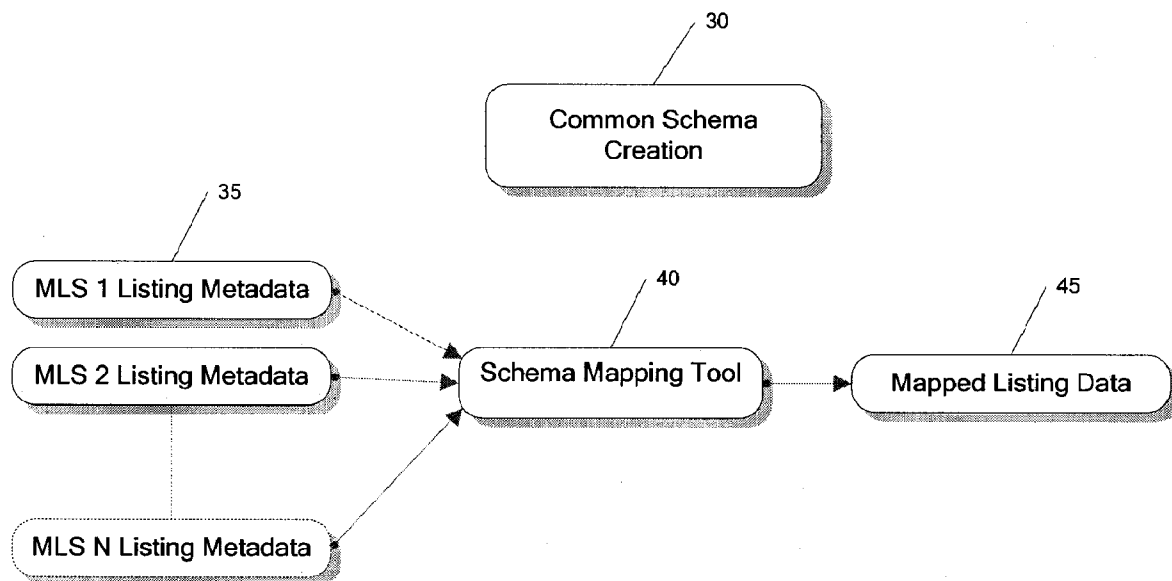 30
Common Schema
Creation
35
MLS 1 Listing Metadata
40
45
MLS 2 Listing Metadata
Schema Mapping Tool
Mapped Listing Data
MLS N Listing Metadata